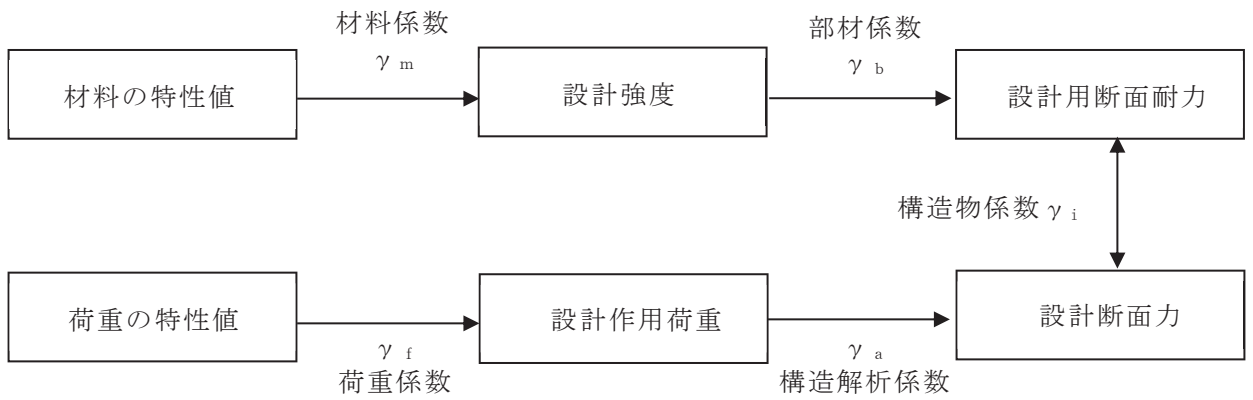 材料係数
γ m
部材係数
γ b
材料の特性値
設計強度
設計用断面耐力
構造物係数 γ i
荷重の特性値
設計作用荷重
設計断面力
γ f
荷重係数
γ a
構造解析係数